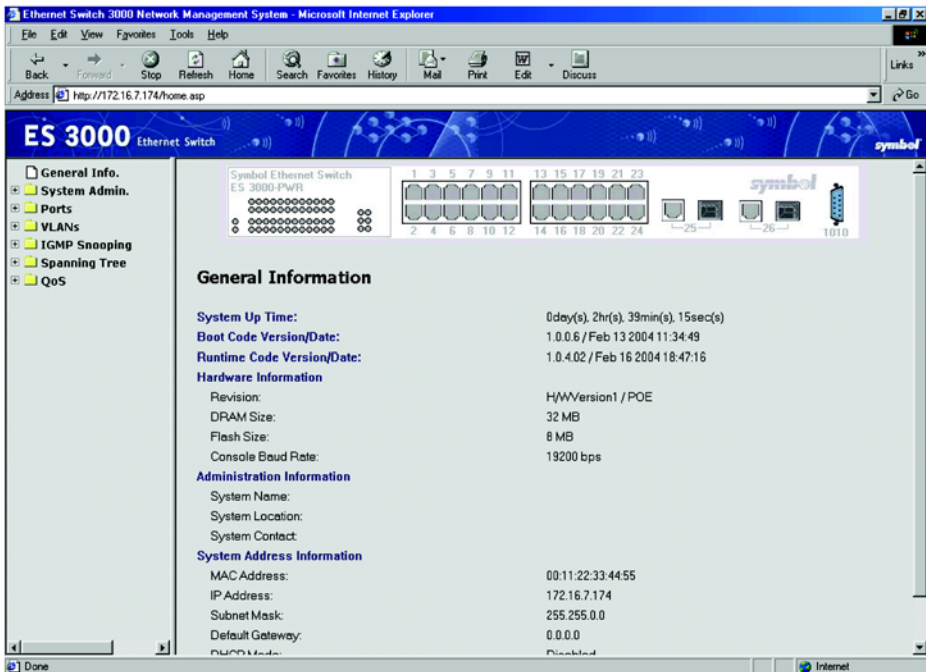 Ethernet Switch 3000 Network Management System - Microsoft Internet Explorer
File Edit View Favorites Tools Help
Back Forward Stop Refresh Home Search Favorites History Mail Print Edit Discuss Links »
Address http://172.16.7.174/home.asp Go
ES 3000 Ethernet Switch symbol
General Info.
System Admin.
Ports
VLANs
IGMP Snooping
Spanning Tree
QoS
Symbol Ethernet Switch
ES 3000-PWR
1 3 5 7 9 11 13 15 17 19 21 23
symbol
2 4 6 8 10 12 14 16 18 20 22 24 25 26 1010
General Information
System Up Time: 0day(s), 2hr(s), 39min(s), 15sec(s)
Boot Code Version/Date: 1.0.0.6 / Feb 13 2004 11:34:49
Runtime Code Version/Date: 1.0.4.02 / Feb 16 2004 18:47:16
Hardware Information
Revision: H/WVersion1 / POE
DRAM Size: 32 MB
Flash Size: 8 MB
Console Baud Rate: 19200 bps
Administration Information
System Name:
System Location:
System Contact:
System Address Information
MAC Address: 00:11:22:33:44:55
IP Address: 172.16.7.174
Subnet Mask: 255.255.0.0
Default Gateway: 0.0.0.0
DHCP Mode: Disabled
Done Internet